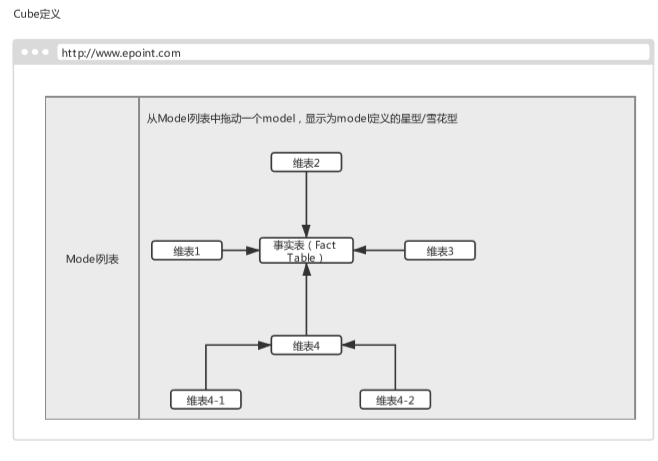 Cube定义
http://www.epoint.com
从Model列表中拖动一个model，显示为model定义的星型/雪花型
维表2
维表1
事实表（Fact
Table）
维表3
Model列表
维表4
维表4-1
维表4-2